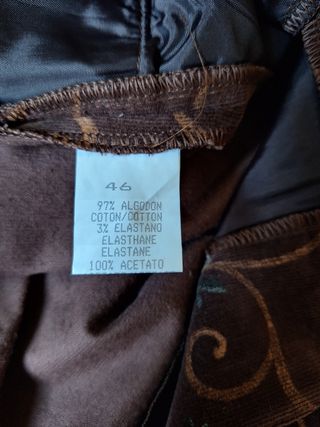 46
97% ALGODON
COTON/COTTON
3% ELASTANO
ELASTHANE
ELASTANE
100% ACETATO